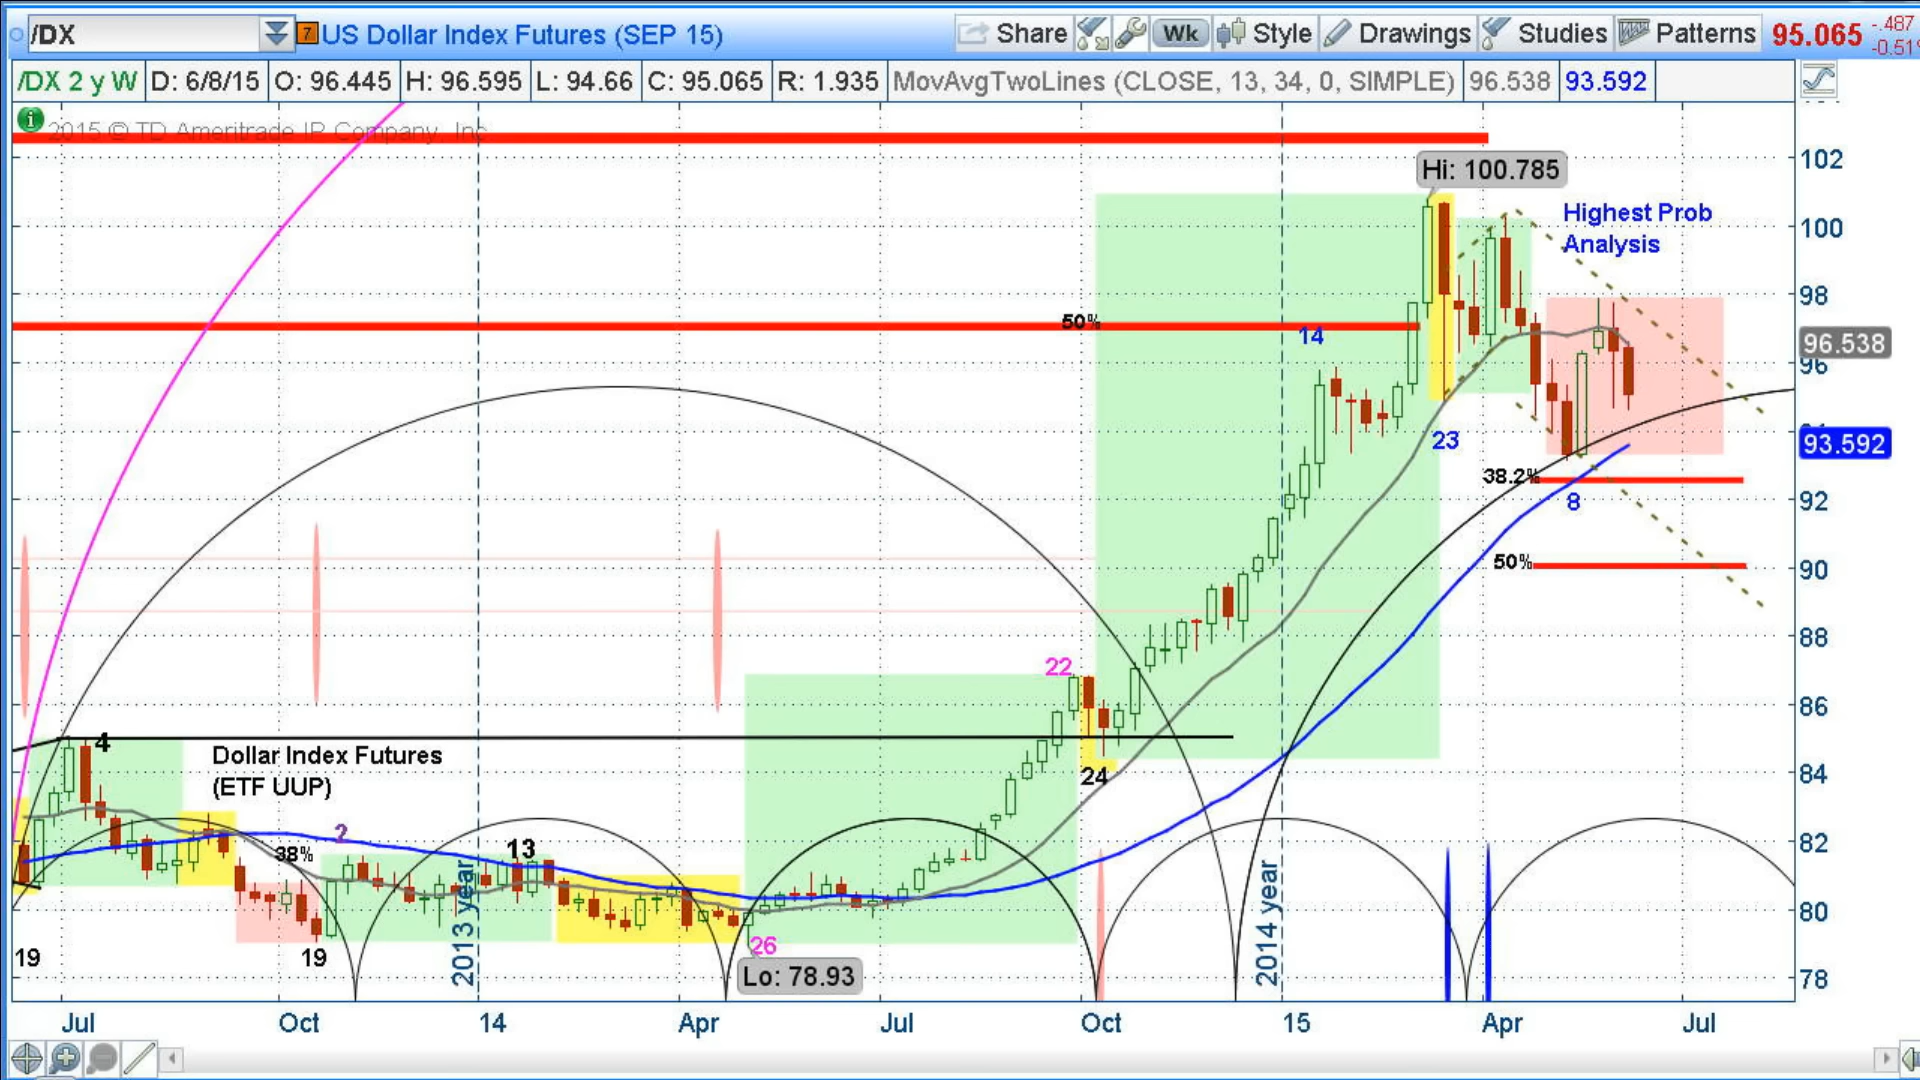 /DX
7 US Dollar Index Futures (SEP 15)
Share
Wk
Style
Drawings
Studies
Patterns
95.065
-.487
/DX 2 y W
D: 6/8/15
O: 96.445
H: 96.595
L: 94.66
C: 95.065
R: 1.935
MovAvgTwoLines (CLOSE, 13, 34, 0, SIMPLE)
96.538
93.592
2015 © TD Ameritrade IP Company, Inc
102
Hi: 100.785
Highest Prob
Analysis
100
98
50%
14
96.538
96
23
93.592
38.2%
92
8
50%
90
88
22
86
4
Dollar Index Futures
(ETF UUP)
24
84
2
38%
13
82
2013 year
2014 year
80
19
19
26
Lo: 78.93
78
Jul
Oct
14
Apr
Jul
Oct
15
Apr
Jul